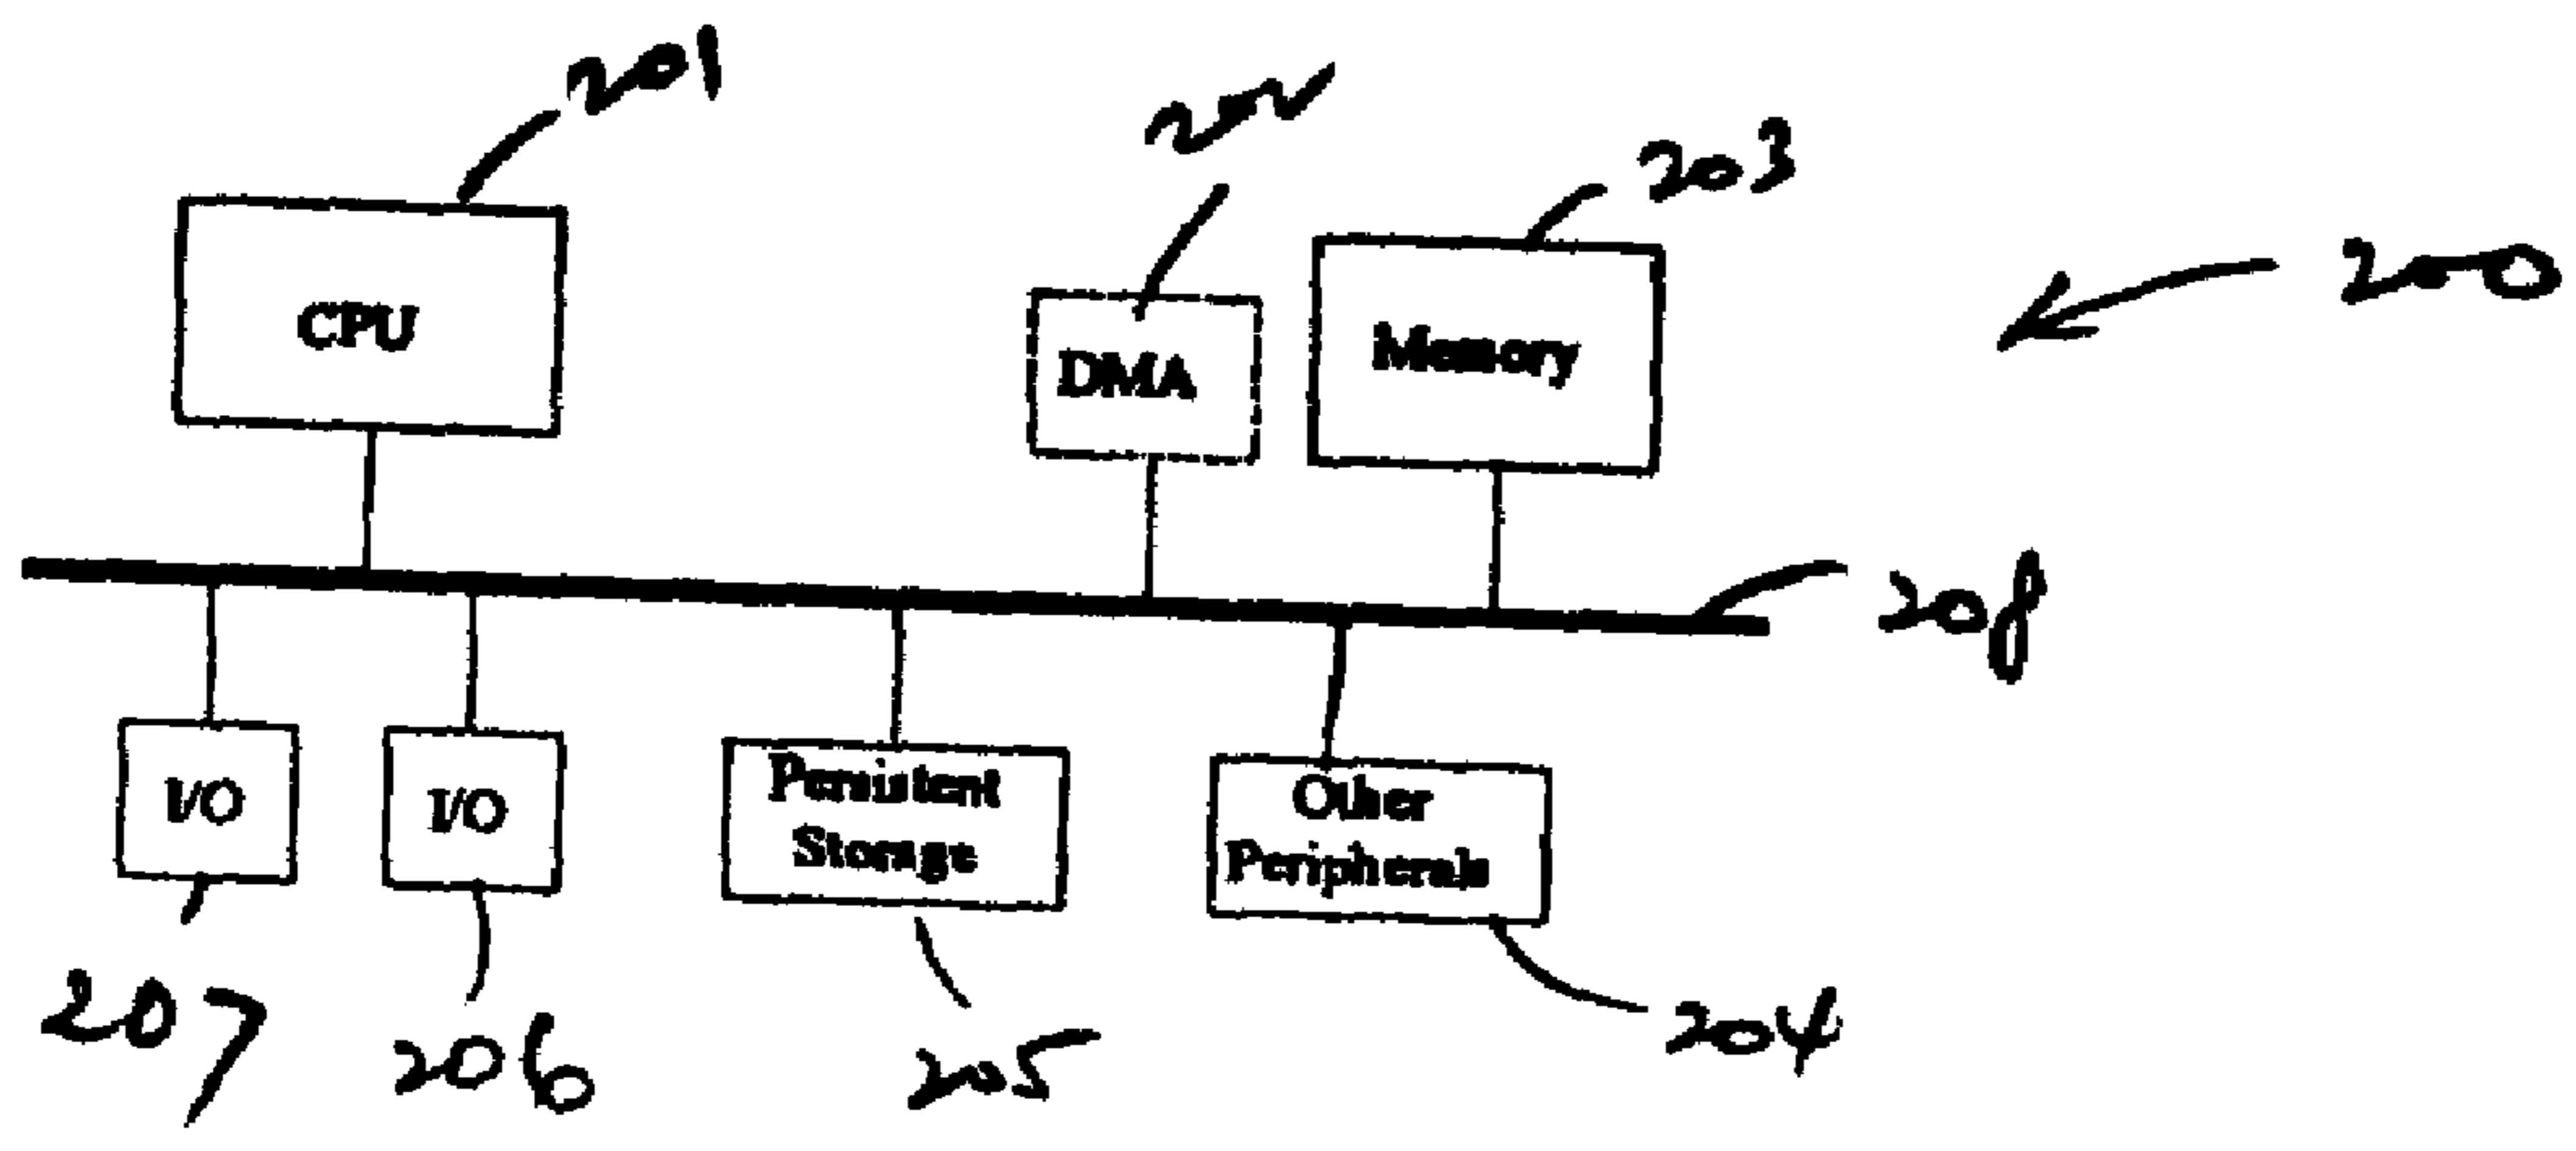 201
202
203
200
CPU
DMA
Memory
208
I/O
I/O
Persistent
Storage
Other
Peripherals
207
206
205
204